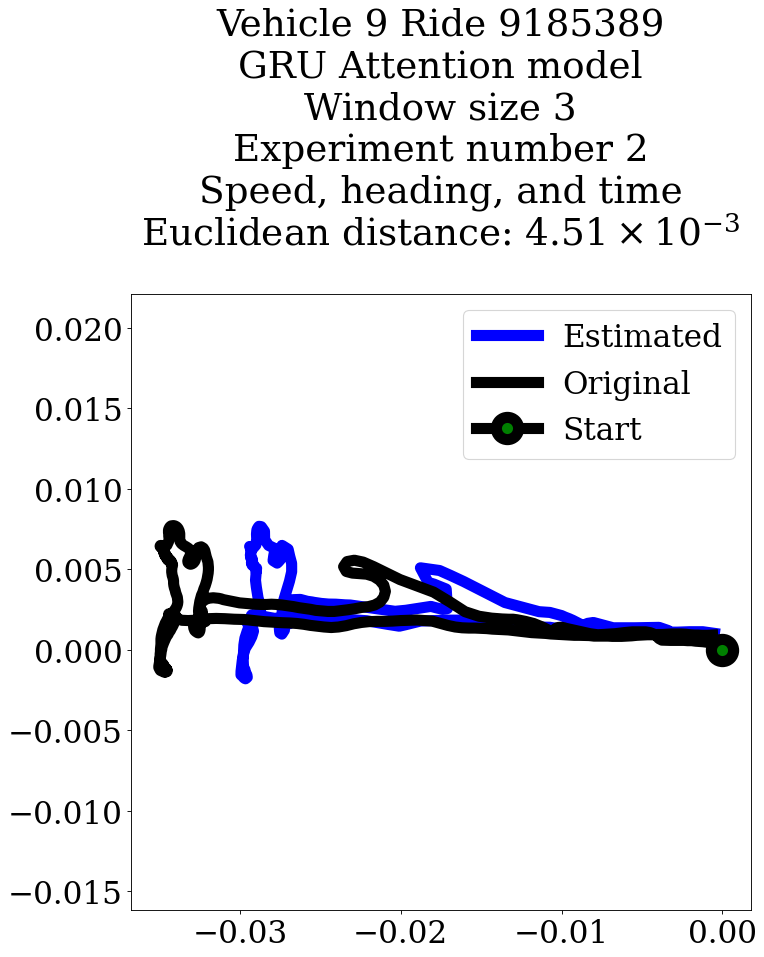 Vehicle 9 Ride 9185389
GRU Attention model
Window size 3
Experiment number 2
Speed, heading, and time
Euclidean distance: 4.51 × 10⁻³
Estimated
Original
Start
0.020
0.015
0.010
0.005
0.000
−0.005
−0.010
−0.015
−0.03 −0.02 −0.01 0.00